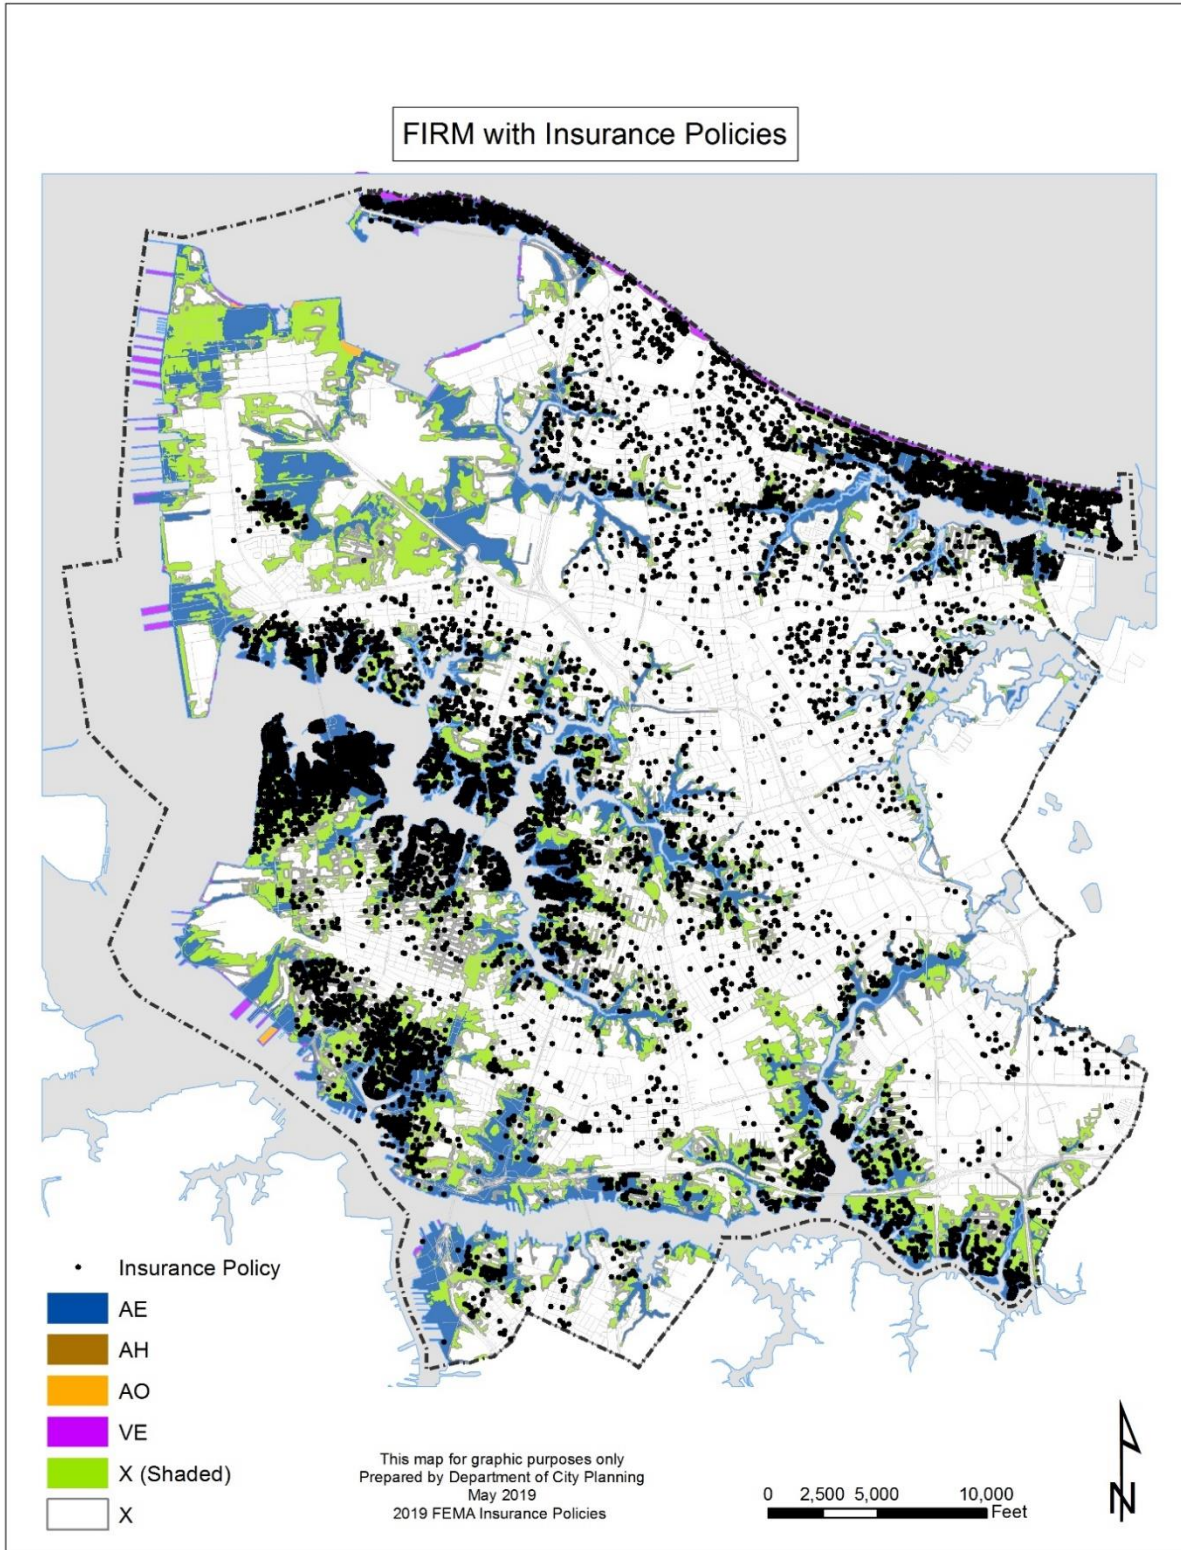 FIRM with Insurance Policies
Insurance Policy
AE
AH
AO
VE
X (Shaded)
X
This map for graphic purposes only
Prepared by Department of City Planning
May 2019
2019 FEMA Insurance Policies
0 2,500 5,000 10,000
Feet
N